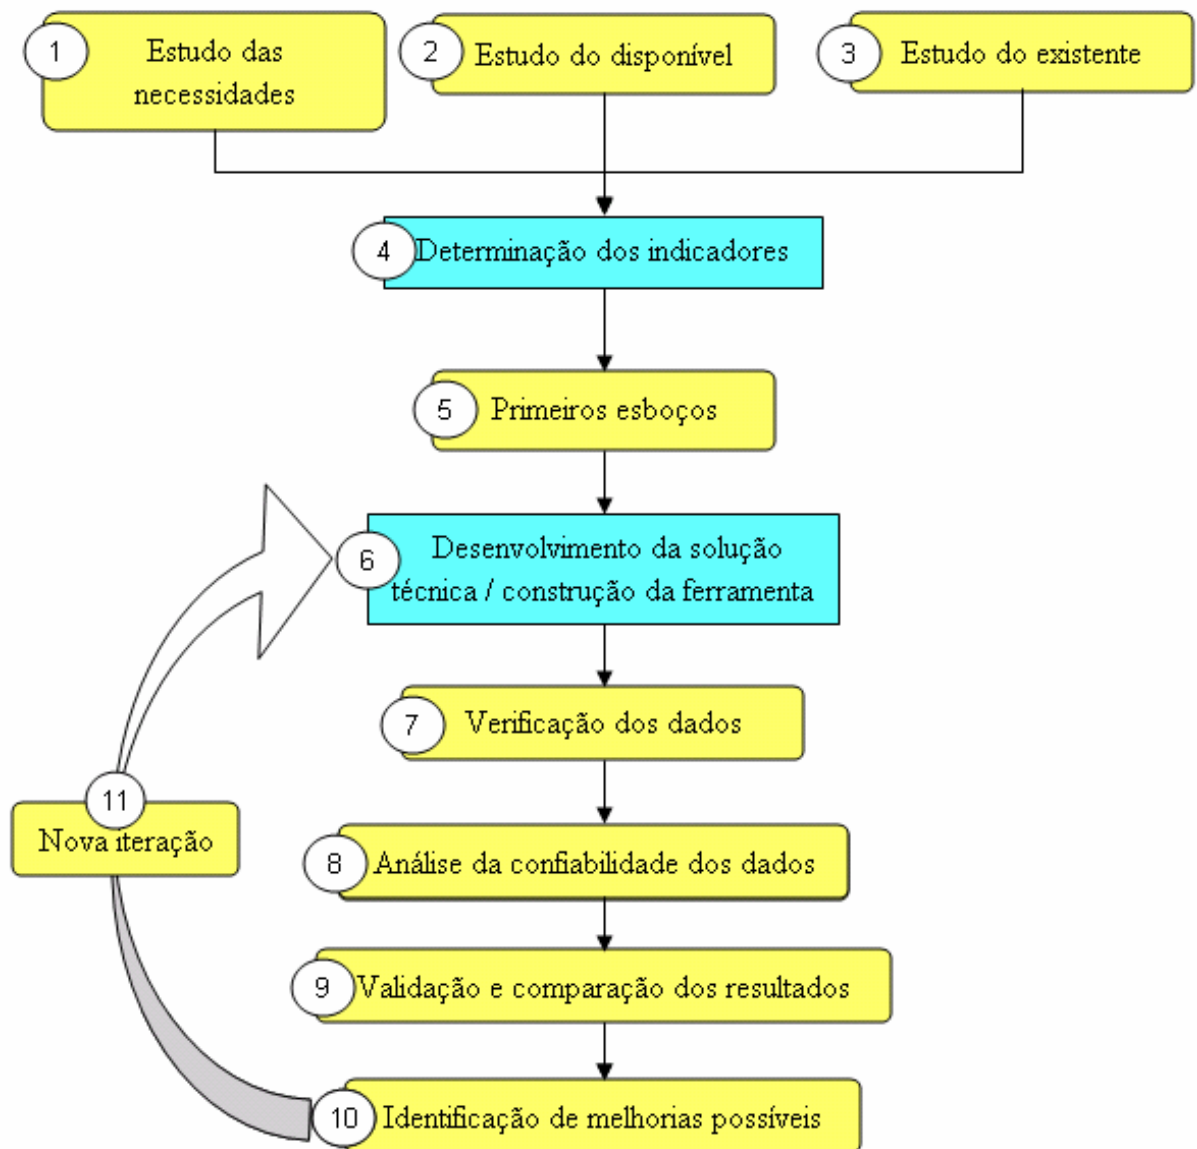 1
Estudo das
necessidades
2
Estudo do disponível
3
Estudo do existente
4
Determinação dos indicadores
5
Primeiros esboços
6
Desenvolvimento da solução
técnica / construção da ferramenta
7
Verificação dos dados
8
Análise da confiabilidade dos dados
9
Validação e comparação dos resultados
10
Identificação de melhorias possíveis
11
Nova iteração